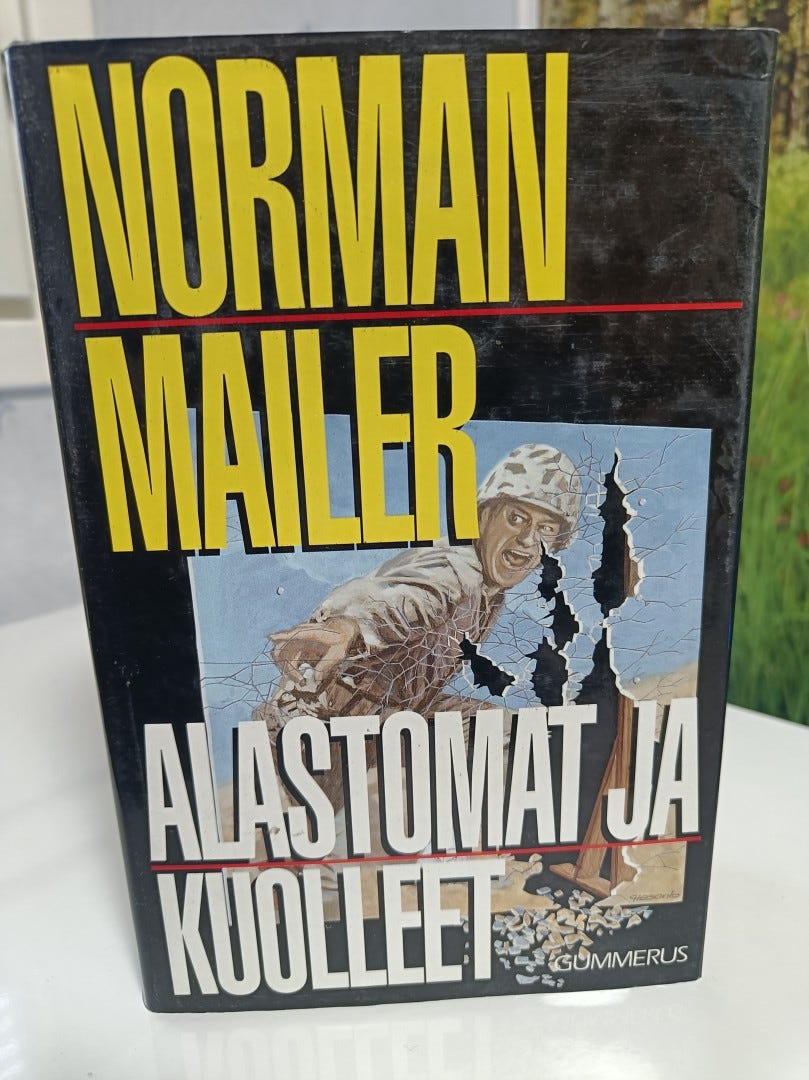 NORMAN
MAILER
ALASTOMAT JA
KUOLLEET
GUMMERUS